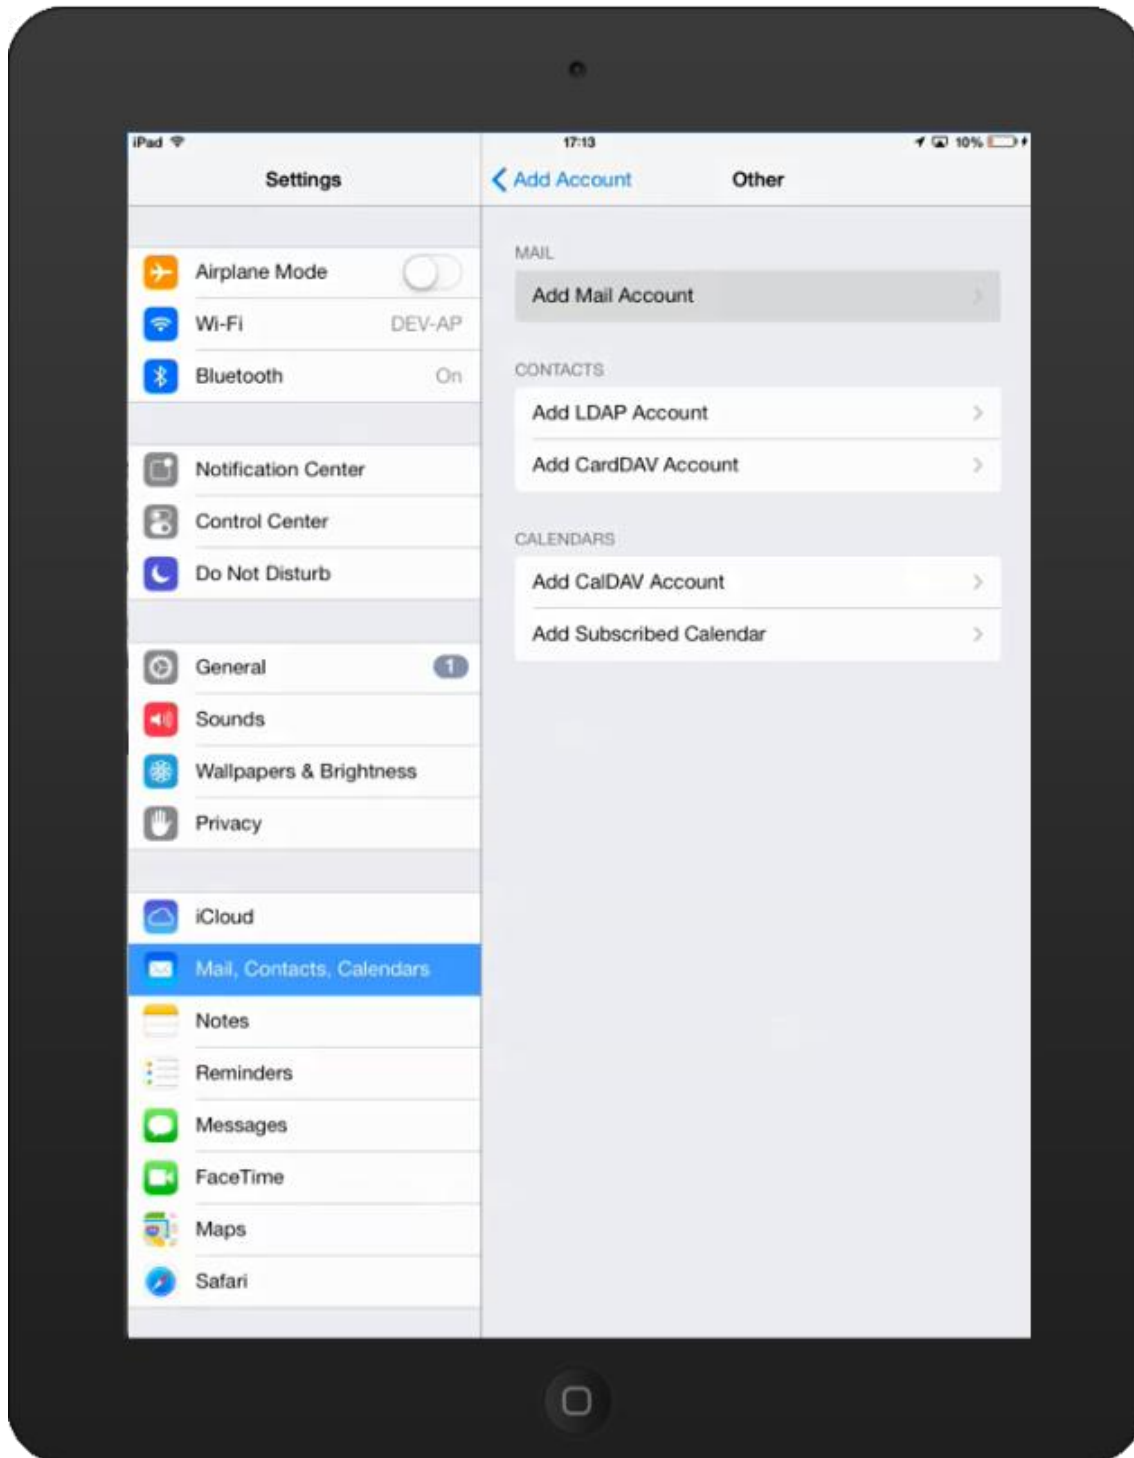 iPad
17:13
10%
Settings
Airplane Mode
Wi-Fi DEV-AP
Bluetooth On
Notification Center
Control Center
Do Not Disturb
General 1
Sounds
Wallpapers & Brightness
Privacy
iCloud
Mail, Contacts, Calendars
Notes
Reminders
Messages
FaceTime
Maps
Safari
Add Account Other
MAIL
Add Mail Account
CONTACTS
Add LDAP Account
Add CardDAV Account
CALENDARS
Add CalDAV Account
Add Subscribed Calendar